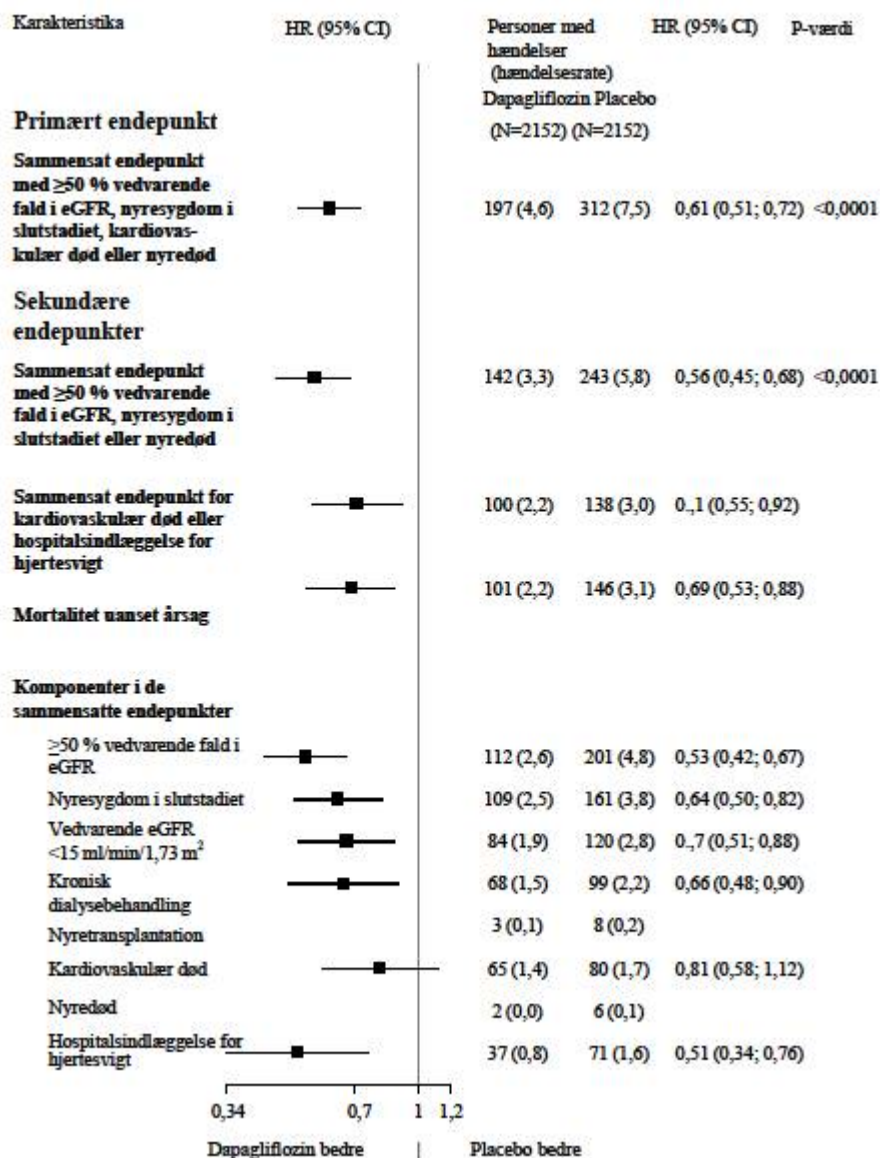 Karakteristika HR (95% CI) Personer med HR (95% CI) P-værdi
hændelser
(hændelsesrate)
Dapagliflozin Placebo
Primært endepunkt
(N=2152) (N=2152)
Sammensat endepunkt
med ≥50 % vedvarende
fald i eGFR, nyresygdom i 197 (4,6) 312 (7,5) 0,61 (0,51; 0,72) <0,0001
slutstadiet, kardiovas-
kulær død eller nyredød
Sekundære
endepunkter
Sammensat endepunkt 142 (3,3) 243 (5,8) 0,56 (0,45; 0,68) <0,0001
med ≥50 % vedvarende
fald i eGFR, nyresygdom i
slutstadiet eller nyredød
Sammensat endepunkt for 100 (2,2) 138 (3,0) 0.,1 (0,55; 0,92)
kardiovaskulær død eller
hospitalsindlæggelse for
hjertesvigt
101 (2,2) 146 (3,1) 0,69 (0,53; 0,88)
Mortalitet uanset årsag
Komponenter i de
sammensatte endepunkter
≥50 % vedvarende fald i 112 (2,6) 201 (4,8) 0,53 (0,42; 0,67)
eGFR
Nyresygdom i slutstadiet 109 (2,5) 161 (3,8) 0,64 (0,50; 0,82)
Vedvarende eGFR 84 (1,9) 120 (2,8) 0.,7 (0,51; 0,88)
<15 ml/min/1,73 m²
Kronisk 68 (1,5) 99 (2,2) 0,66 (0,48; 0,90)
dialysebehandling
Nyretransplantation 3 (0,1) 8 (0,2)
Kardiovaskulær død 65 (1,4) 80 (1,7) 0,81 (0,58; 1,12)
Nyredød 2 (0,0) 6 (0,1)
Hospitalsindlæggelse for 37 (0,8) 71 (1,6) 0,51 (0,34; 0,76)
hjertesvigt
0,34 0,7 1 1,2
Dapagliflozin bedre Placebo bedre